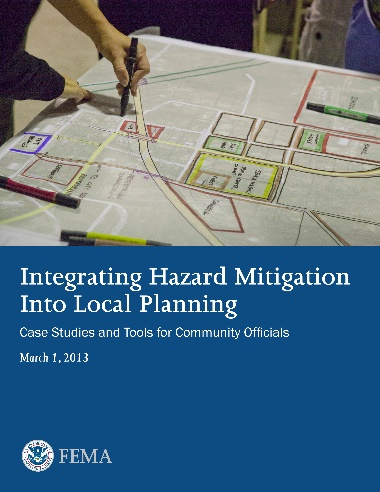 Integrating Hazard Mitigation
Into Local Planning
Case Studies and Tools for Community Officials
March 1, 2013
FEMA